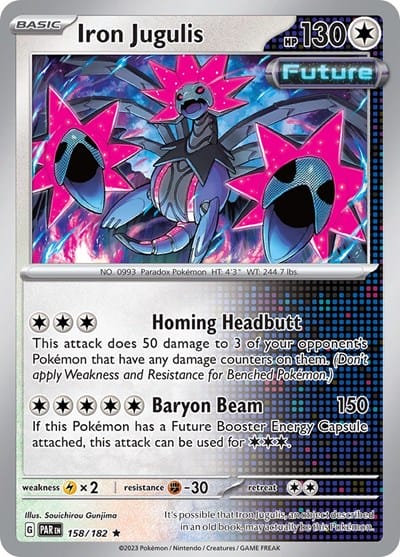 BASIC Iron Jugulis HP 130
Future
NO. 0993 Paradox Pokémon HT: 4'3" WT: 244.7 lbs.
Homing Headbutt
This attack does 50 damage to 3 of your opponent's
Pokémon that have any damage counters on them. (Don't
apply Weakness and Resistance for Benched Pokémon.)
Baryon Beam 150
If this Pokémon has a Future Booster Energy Capsule
attached, this attack can be used for
weakness ×2 resistance -30 retreat
Illus. Souichirou Gunjima
It's possible that Iron Jugulis, an object described
in an old book, may actually be this Pokémon.
G PAR EN 158/182 ★
©2023 Pokémon / Nintendo / Creatures / GAME FREAK